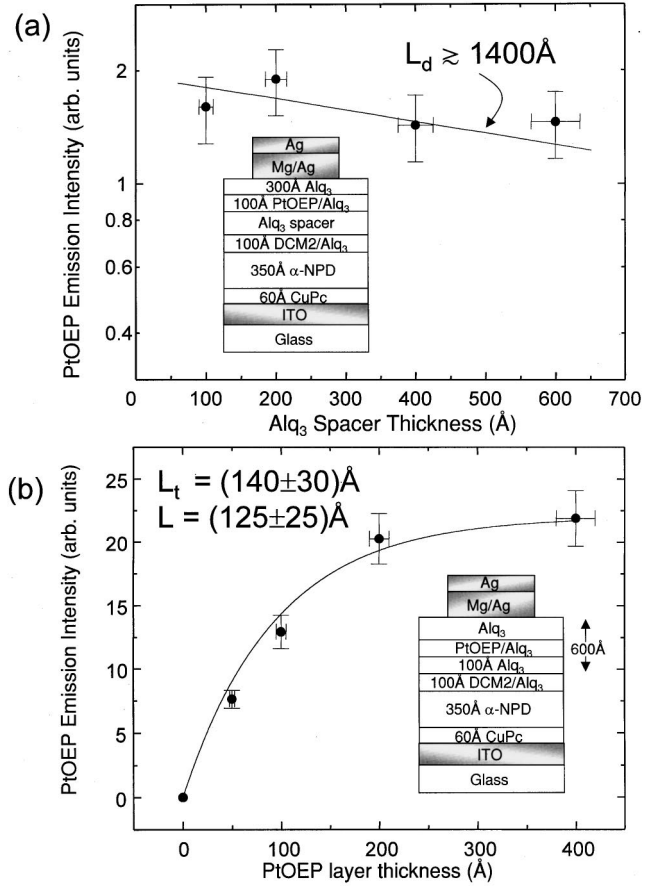 (a)
PtOEP Emission Intensity (arb. units)
2
1
0.8
0.6
0.4
L_d ≳ 1400Å
Ag
Mg/Ag
300Å Alq₃
100Å PtOEP/Alq₃
Alq₃ spacer
100Å DCM2/Alq₃
350Å α-NPD
60Å CuPc
ITO
Glass
100 200 300 400 500 600 700
Alq₃ Spacer Thickness (Å)
(b)
PtOEP Emission Intensity (arb. units)
25
20
15
10
5
0
L_t = (140±30)Å
L = (125±25)Å
Ag
Mg/Ag
Alq₃
PtOEP/Alq₃
100Å Alq₃
600Å
100Å DCM2/Alq₃
350Å α-NPD
60Å CuPc
ITO
Glass
0 100 200 300 400
PtOEP layer thickness (Å)